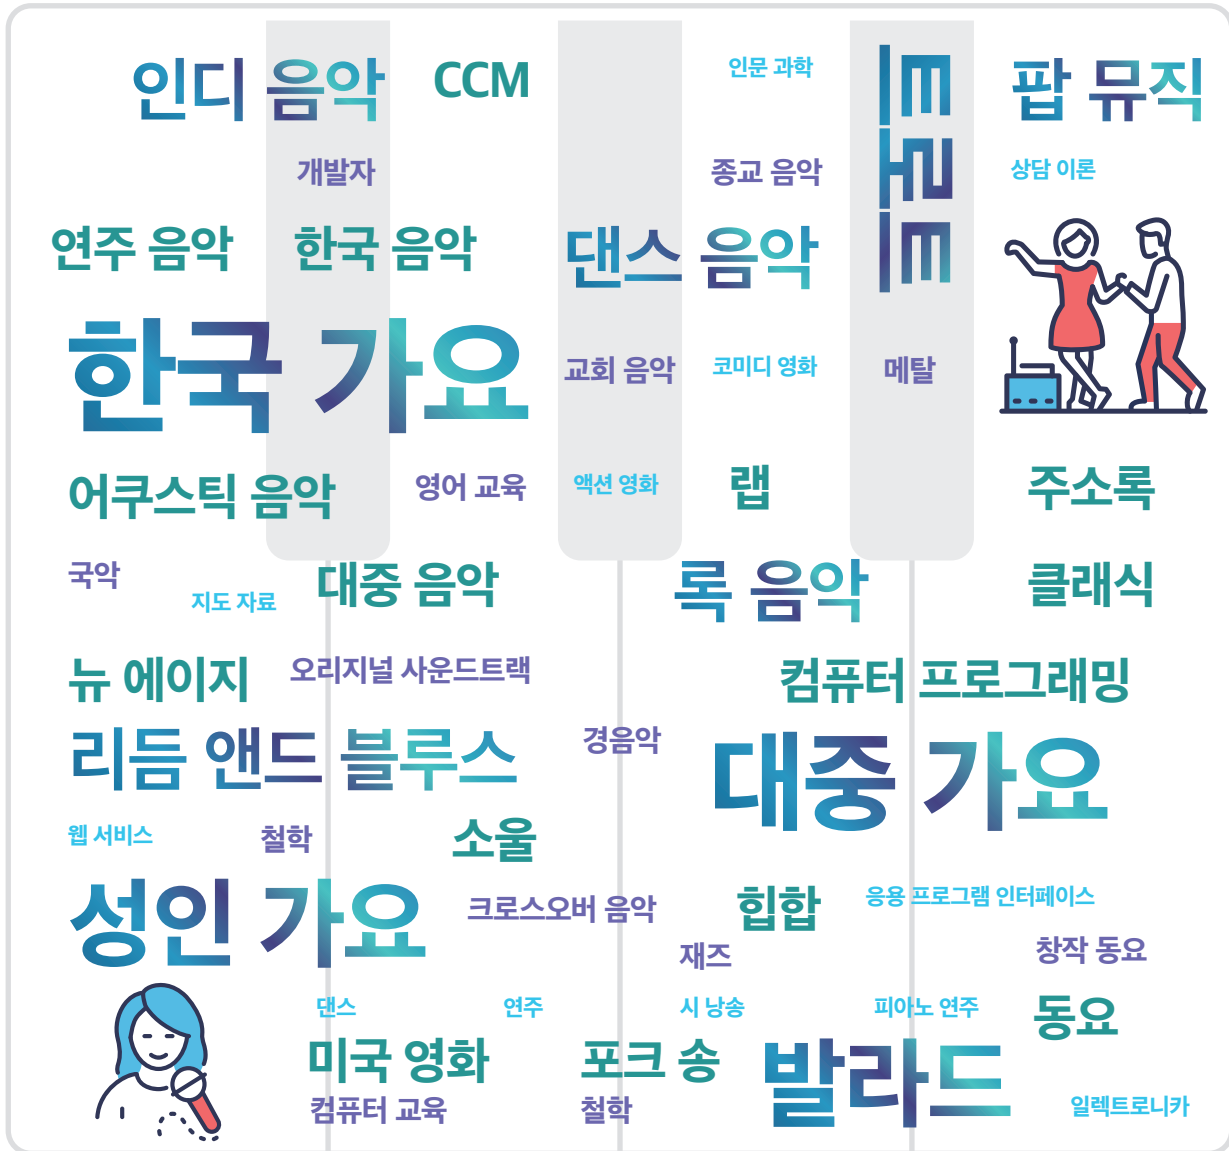 인디 음악 CCM 인문 과학 트로트 팝 뮤직
개발자 종교 음악 상담 이론
연주 음악 한국 음악 댄스 음악
한국 가요 교회 음악 코미디 영화 메탈
어쿠스틱 음악 영어 교육 액션 영화 랩 주소록
국악 지도 자료 대중 음악 록 음악 클래식
뉴 에이지 오리지널 사운드트랙 컴퓨터 프로그래밍
리듬 앤드 블루스 경음악 대중 가요
웹 서비스 철학 소울
성인 가요 크로스오버 음악 힙합 응용 프로그램 인터페이스
재즈 창작 동요
댄스 연주 시 낭송 피아노 연주 동요
미국 영화 포크 송 발라드
컴퓨터 교육 철학 일렉트로니카